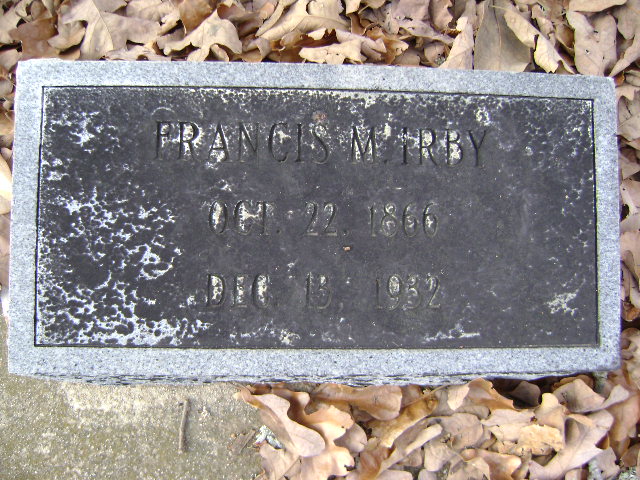 FRANCIS M. IRBY
OCT. 22. 1866
DEC. 13. 1932